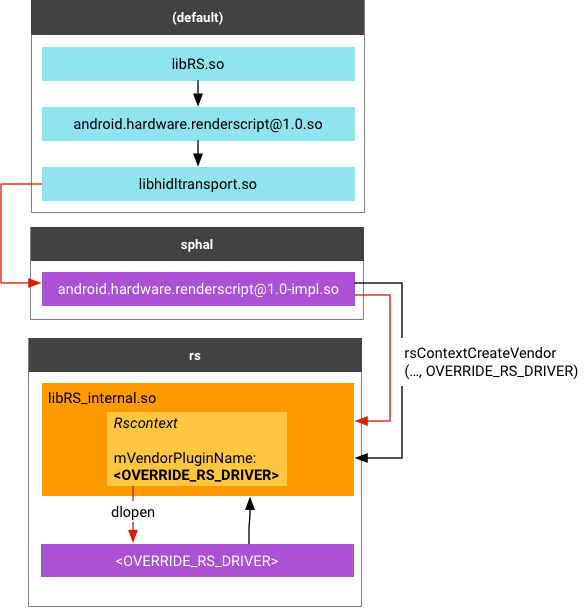 (default)
libRS.so
android.hardware.renderscript@1.0.so
libhidltransport.so
sphal
android.hardware.renderscript@1.0-impl.so
rsContextCreateVendor
(..., OVERRIDE_RS_DRIVER)
rs
libRS_internal.so
Rscontext
mVendorPluginName:
<OVERRIDE_RS_DRIVER>
dlopen
<OVERRIDE_RS_DRIVER>